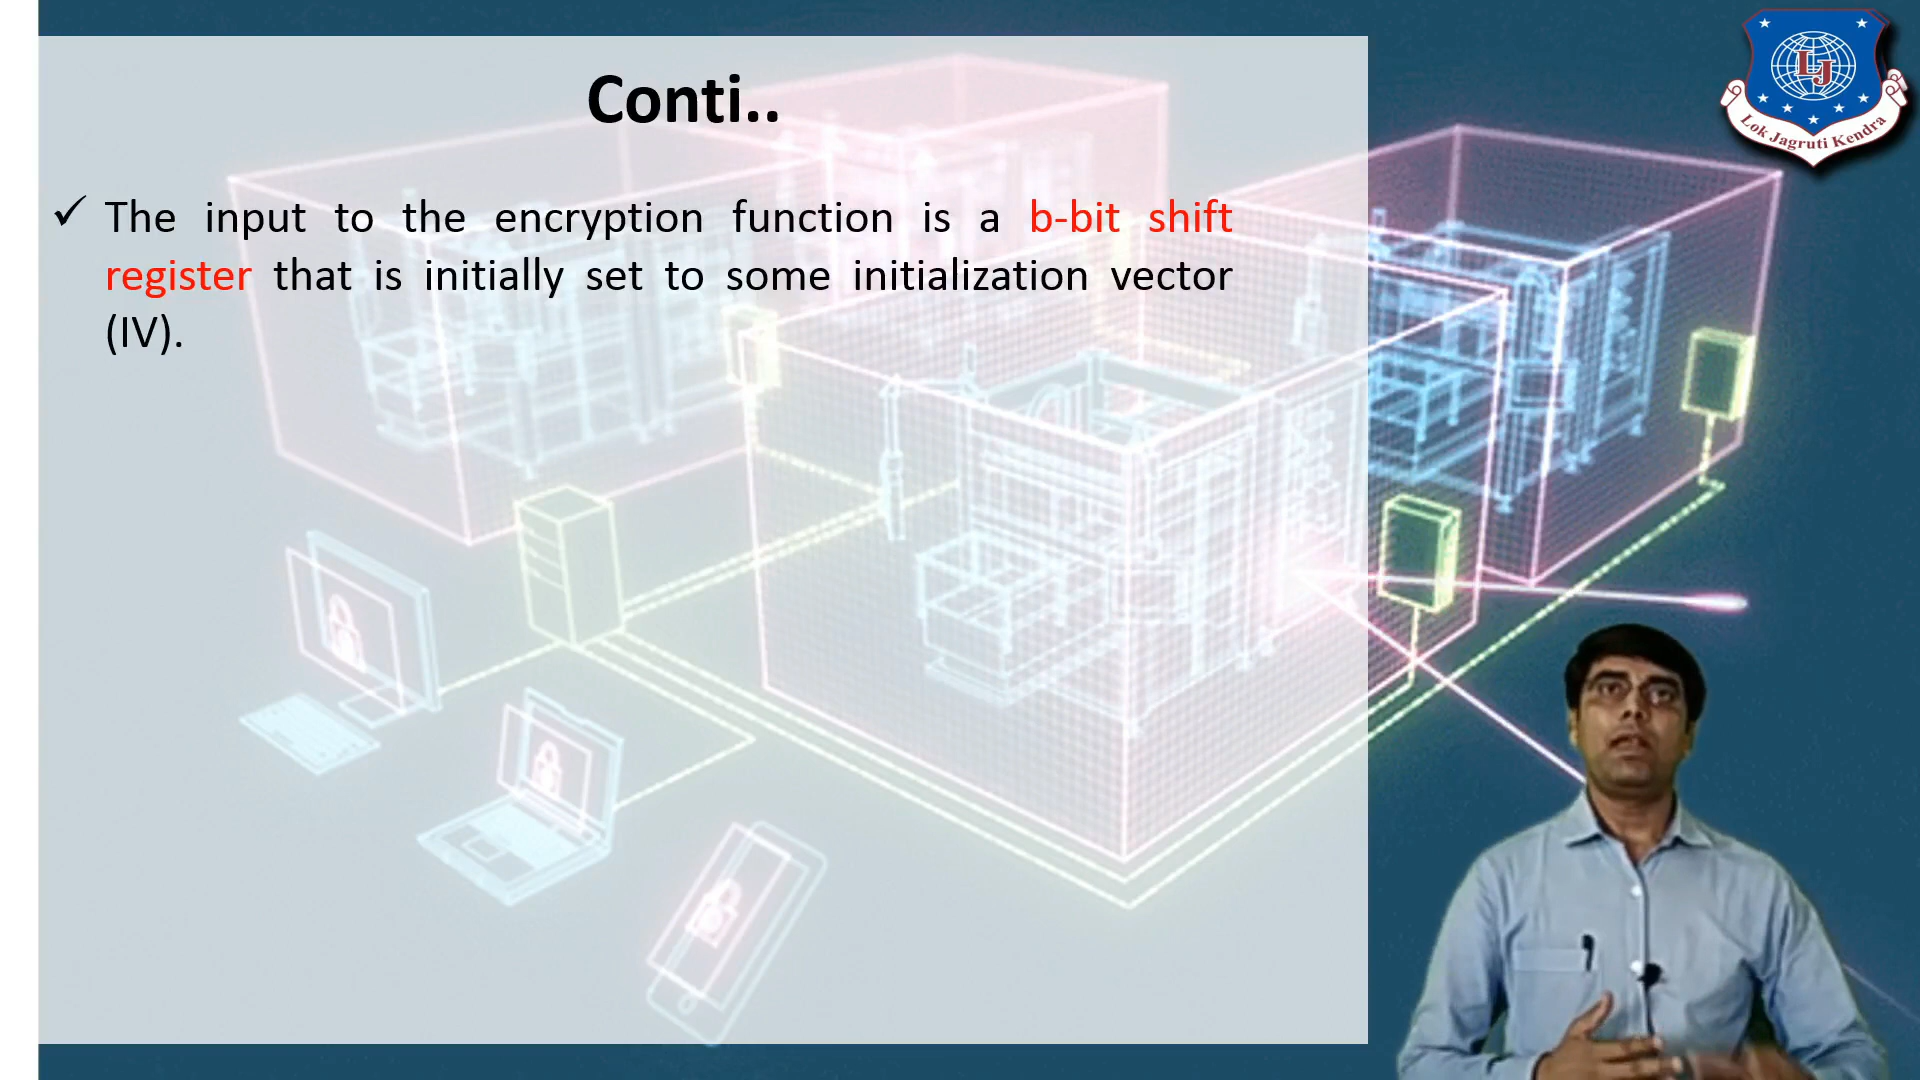 Conti..
✓ The input to the encryption function is a b-bit shift
register that is initially set to some initialization vector
(IV).
LJ
Lok Jagruti Kendra